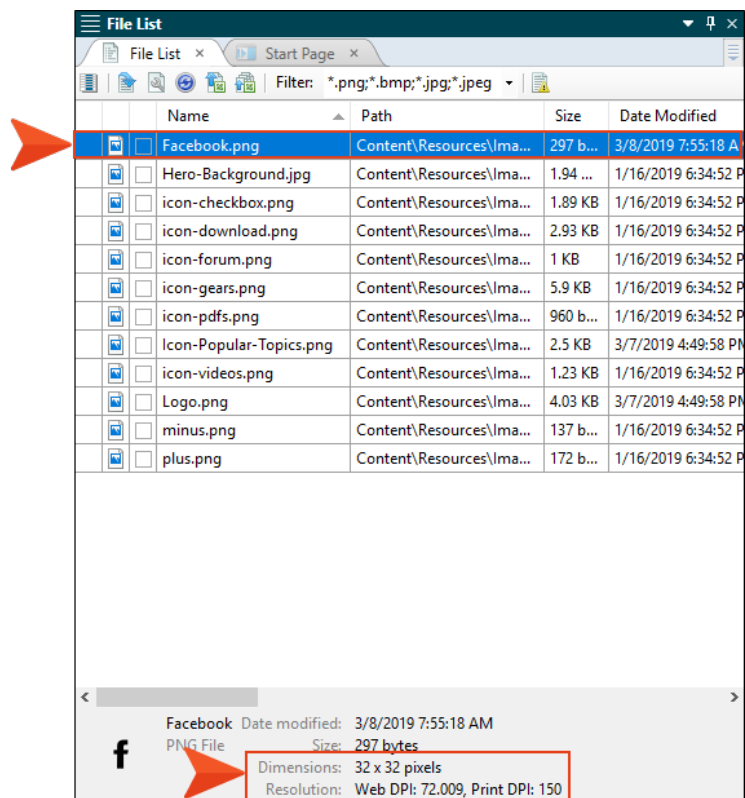 File List
File List × Start Page ×
Filter: *.png;*.bmp;*.jpg;*.jpeg
Name Path Size Date Modified
Facebook.png Content\Resources\Ima... 297 b... 3/8/2019 7:55:18 A
Hero-Background.jpg Content\Resources\Ima... 1.94 ... 1/16/2019 6:34:52 P
icon-checkbox.png Content\Resources\Ima... 1.89 KB 1/16/2019 6:34:52 P
icon-download.png Content\Resources\Ima... 2.93 KB 1/16/2019 6:34:52 P
icon-forum.png Content\Resources\Ima... 1 KB 1/16/2019 6:34:52 P
icon-gears.png Content\Resources\Ima... 5.9 KB 1/16/2019 6:34:52 P
icon-pdfs.png Content\Resources\Ima... 960 b... 1/16/2019 6:34:52 P
Icon-Popular-Topics.png Content\Resources\Ima... 2.5 KB 3/7/2019 4:49:58 PM
icon-videos.png Content\Resources\Ima... 1.23 KB 1/16/2019 6:34:52 P
Logo.png Content\Resources\Ima... 4.03 KB 3/7/2019 4:49:58 PM
minus.png Content\Resources\Ima... 137 b... 1/16/2019 6:34:52 P
plus.png Content\Resources\Ima... 172 b... 1/16/2019 6:34:52 P
Facebook Date modified: 3/8/2019 7:55:18 AM
PNG File Size: 297 bytes
Dimensions: 32 x 32 pixels
Resolution: Web DPI: 72.009, Print DPI: 150